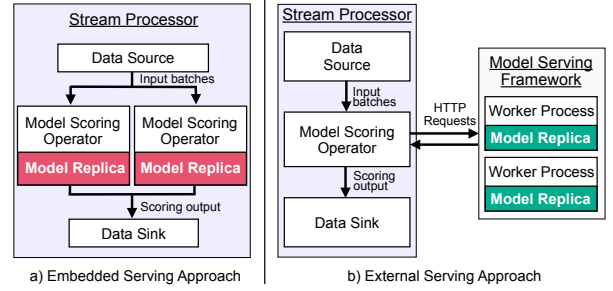 Stream Processor
Data Source
Input batches
Model Scoring
Operator
Model Replica
Model Scoring
Operator
Model Replica
Scoring output
Data Sink
a) Embedded Serving Approach
Stream Processor
Data
Source
Input
batches
Model Scoring
Operator
Scoring
output
Data Sink
HTTP
Requests
Model Serving
Framework
Worker Process
Model Replica
Worker Process
Model Replica
b) External Serving Approach